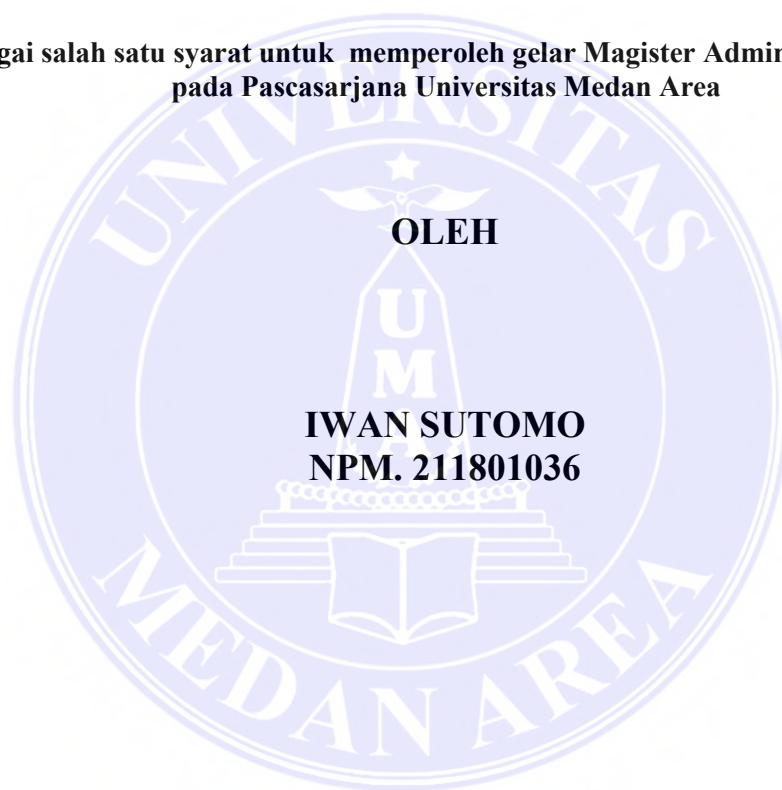 gai salah satu syarat untuk memperoleh gelar Magister Admin
pada Pascasarjana Universitas Medan Area
UNIVERSITAS
OLEH
U
M
A
IWAN SUTOMO
NPM. 211801036
MEDAN AREA